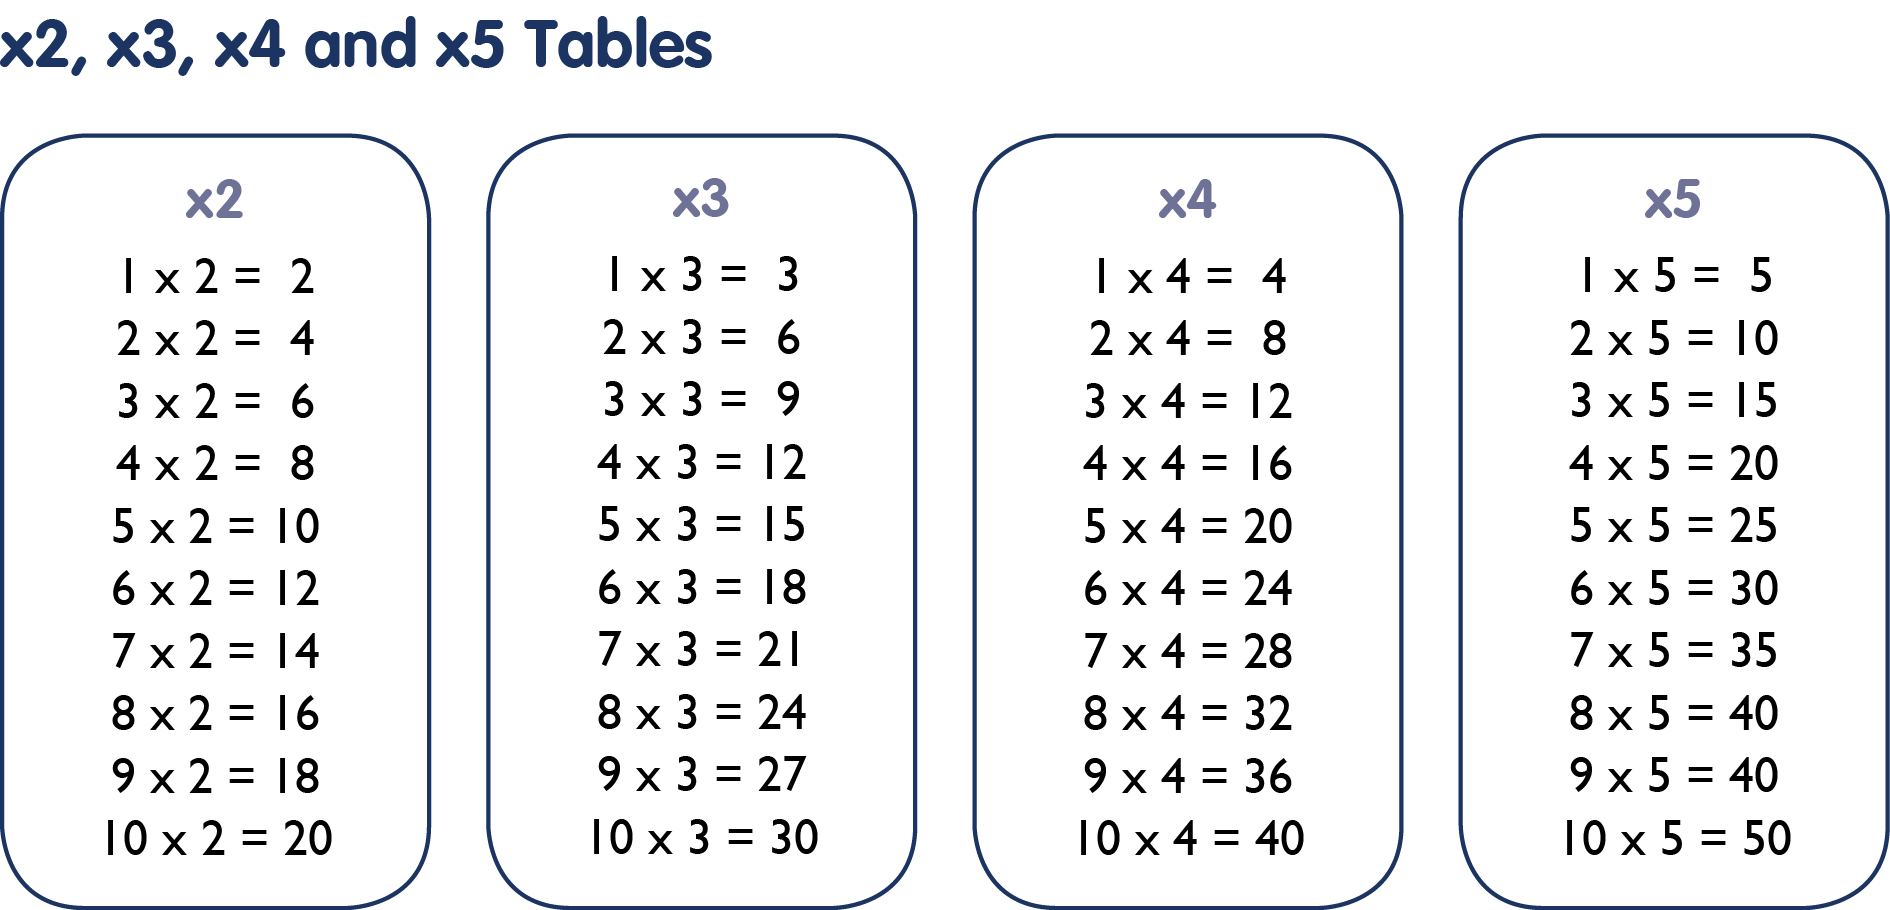 x2, x3, x4 and x5 Tables
x2
1 x 2 = 2
2 x 2 = 4
3 x 2 = 6
4 x 2 = 8
5 x 2 = 10
6 x 2 = 12
7 x 2 = 14
8 x 2 = 16
9 x 2 = 18
10 x 2 = 20
x3
1 x 3 = 3
2 x 3 = 6
3 x 3 = 9
4 x 3 = 12
5 x 3 = 15
6 x 3 = 18
7 x 3 = 21
8 x 3 = 24
9 x 3 = 27
10 x 3 = 30
x4
1 x 4 = 4
2 x 4 = 8
3 x 4 = 12
4 x 4 = 16
5 x 4 = 20
6 x 4 = 24
7 x 4 = 28
8 x 4 = 32
9 x 4 = 36
10 x 4 = 40
x5
1 x 5 = 5
2 x 5 = 10
3 x 5 = 15
4 x 5 = 20
5 x 5 = 25
6 x 5 = 30
7 x 5 = 35
8 x 5 = 40
9 x 5 = 40
10 x 5 = 50